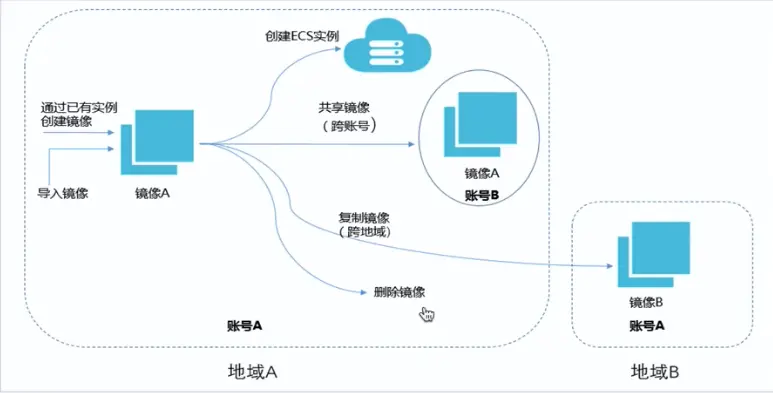 创建ECS实例
通过已有实例
创建镜像
导入镜像
镜像A
共享镜像
（跨账号）
镜像A
账号B
复制镜像
（跨地域）
删除镜像
镜像B
账号A
账号A
地域A
地域B